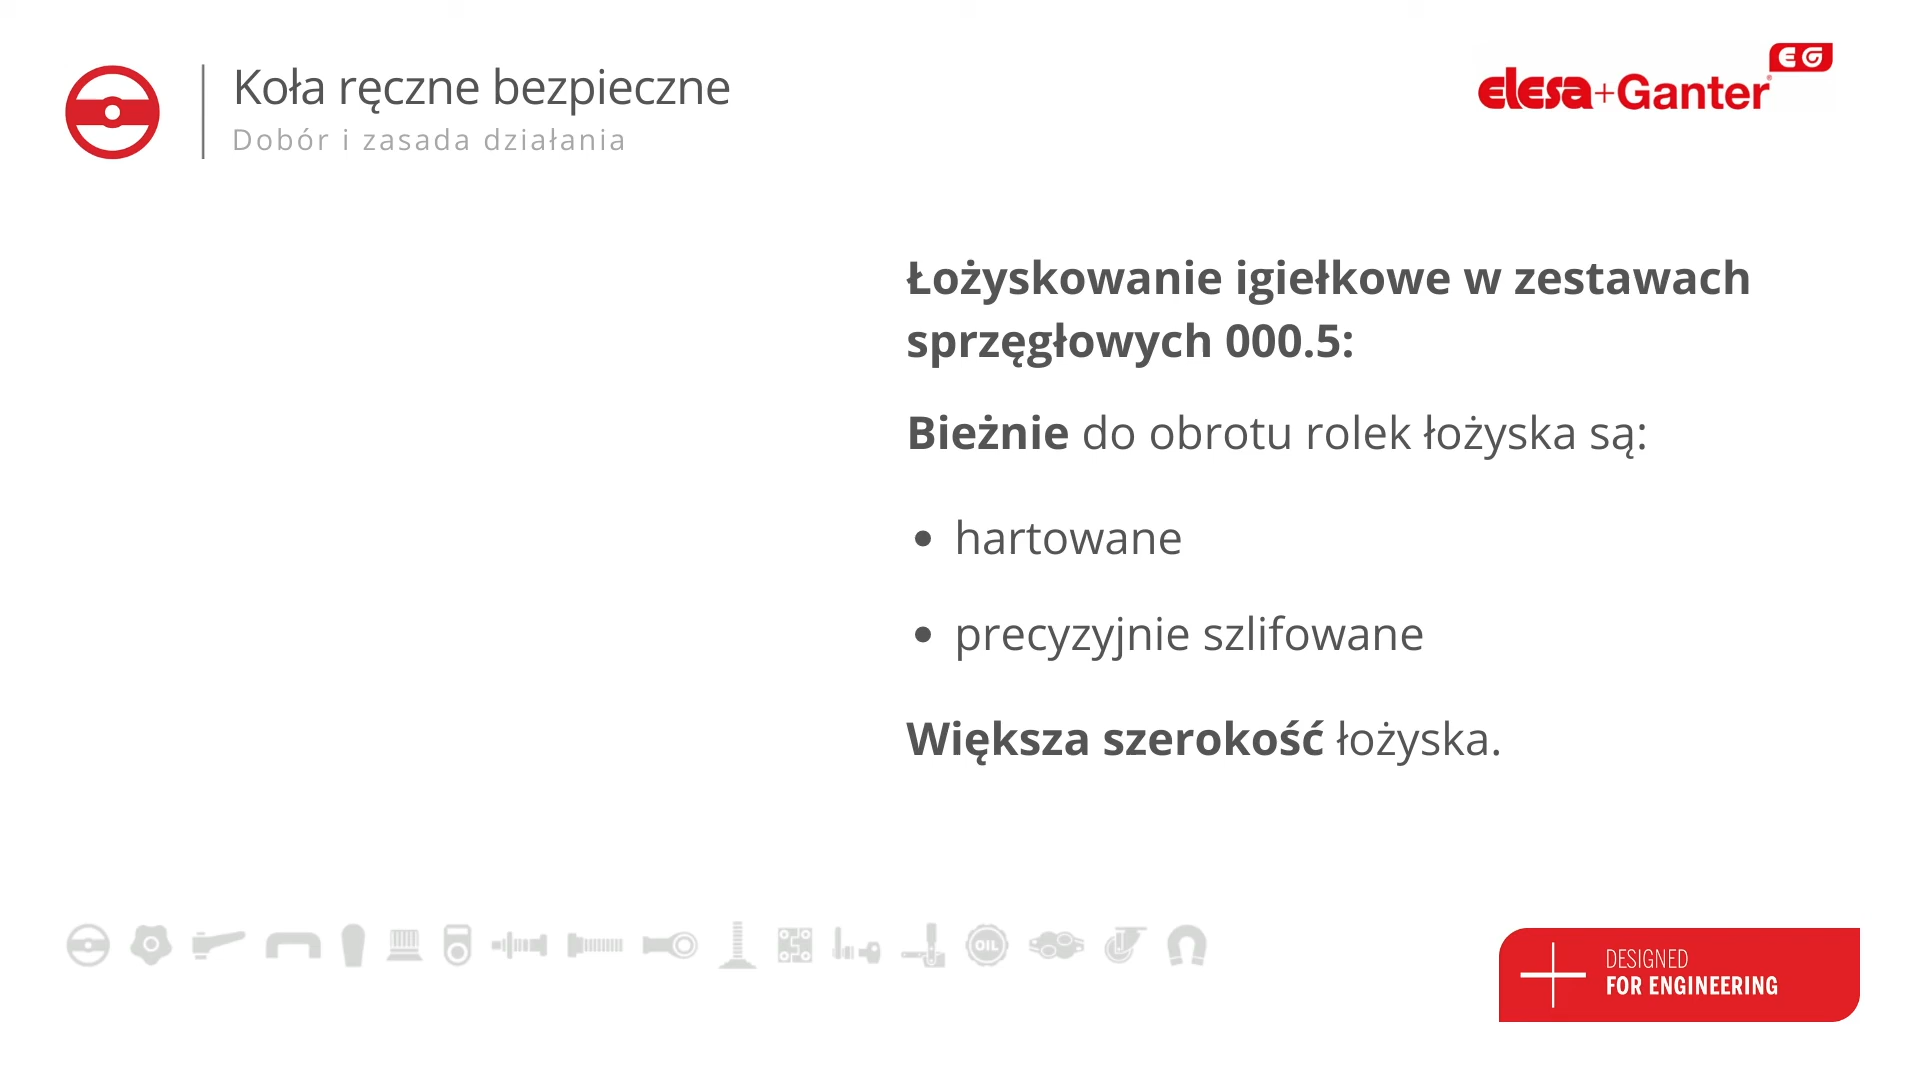 Koła ręczne bezpieczne
Dobór i zasada działania
elesa+Ganter
EG
Łożyskowanie igiełkowe w zestawach
sprzęgłowych 000.5:
Bieżnie do obrotu rolek łożyska są:
• hartowane
• precyzyjnie szlifowane
Większa szerokość łożyska.
OIL
DESIGNED
FOR ENGINEERING